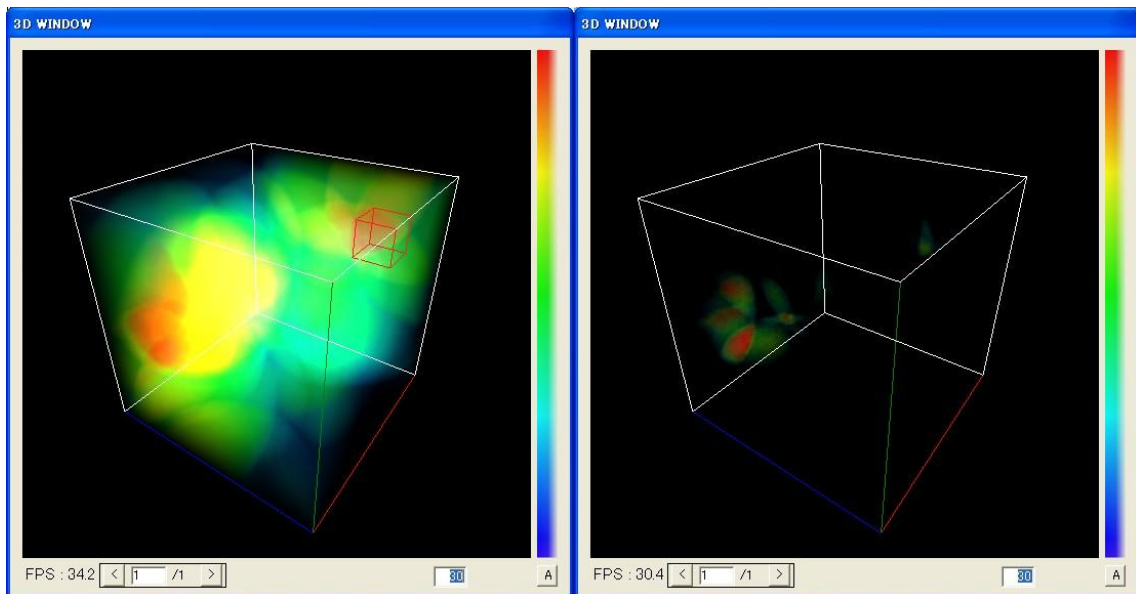 3D WINDOW
FPS : 34.2 < 1 /1 > 30 A
3D WINDOW
FPS : 30.4 < 1 /1 > 30 A